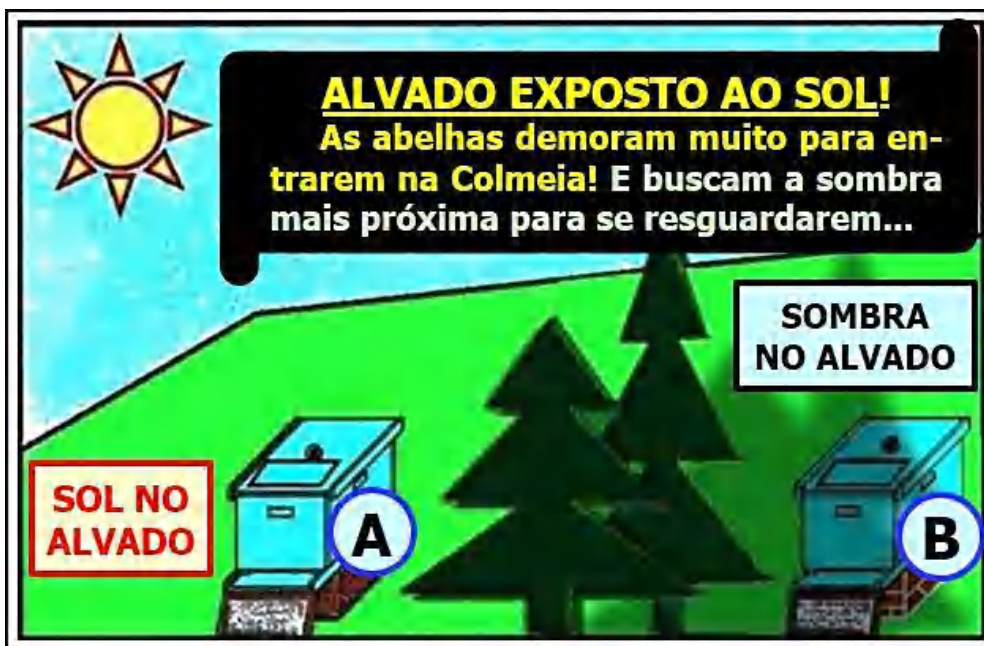 ALVADO EXPOSTO AO SOL!
As abelhas demoram muito para en-
trarem na Colmeia! E buscam a sombra
mais próxima para se resguardarem...
SOMBRA
NO ALVADO
SOL NO
ALVADO
A
B